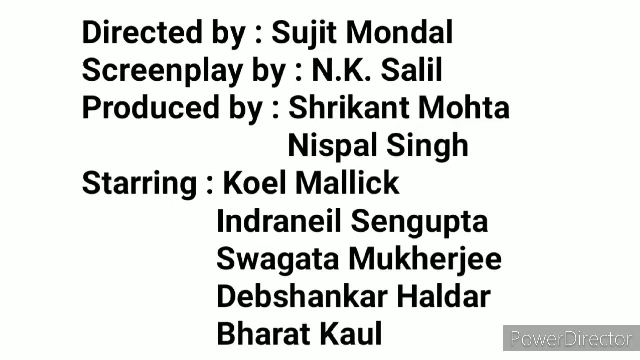 Directed by : Sujit Mondal
Screenplay by : N.K. Salil
Produced by : Shrikant Mohta
Nispal Singh
Starring : Koel Mallick
Indraneil Sengupta
Swagata Mukherjee
Debshankar Haldar
Bharat Kaul
PowerDirector